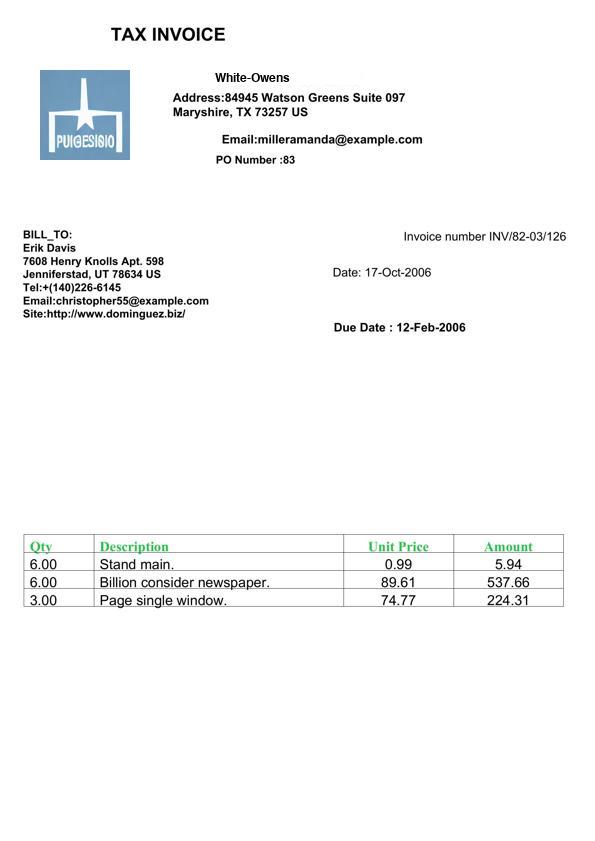 TAX INVOICE
PUIGESISIO
White-Owens
Address:84945 Watson Greens Suite 097
Maryshire, TX 73257 US
Email:milleramanda@example.com
PO Number :83
BILL_TO:
Erik Davis
7608 Henry Knolls Apt. 598
Jenniferstad, UT 78634 US
Tel:+(140)226-6145
Email:christopher55@example.com
Site:http://www.dominguez.biz/
Invoice number INV/82-03/126
Date: 17-Oct-2006
Due Date : 12-Feb-2006
Qty Description Unit Price Amount
6.00 Stand main. 0.99 5.94
6.00 Billion consider newspaper. 89.61 537.66
3.00 Page single window. 74.77 224.31